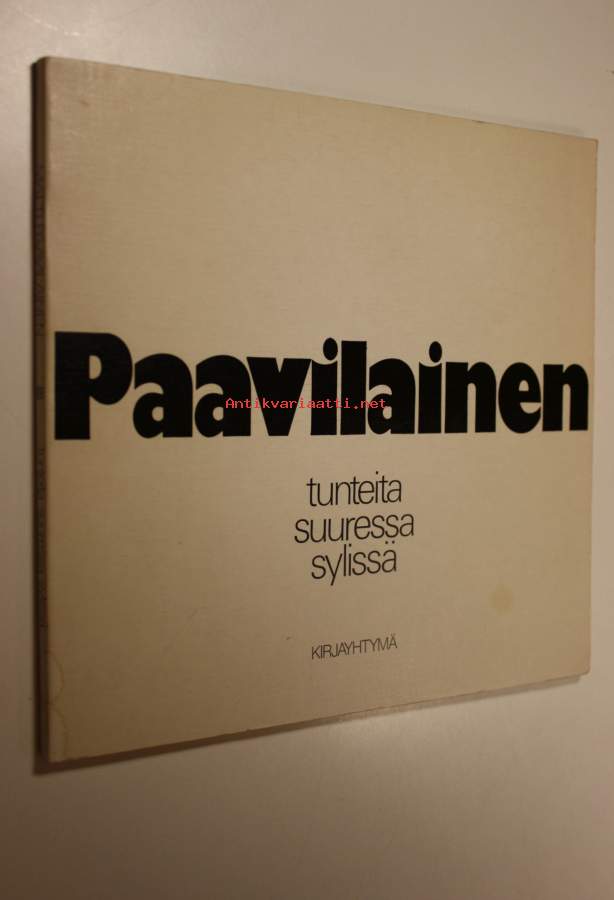 Paavilainen
Antikvariaatti.net
tunteita
suuressa
sylissä
KIRJAYHTYMÄ